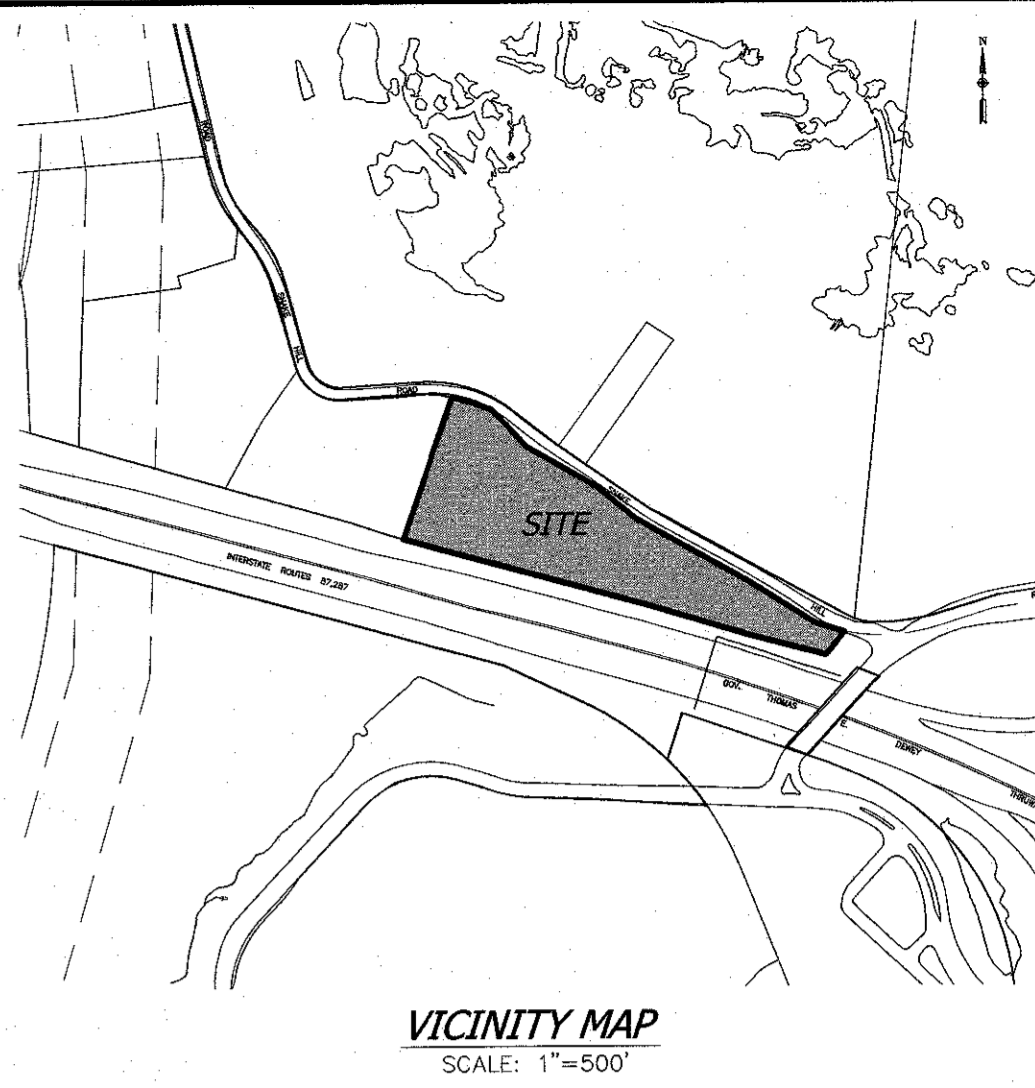 N
ROAD
SNAKE
HILL
ROAD
SNAKE
SITE
INTERSTATE ROUTES 87,287
HILL
GOV. THOMAS E. DEWEY
VICINITY MAP
SCALE: 1"=500'